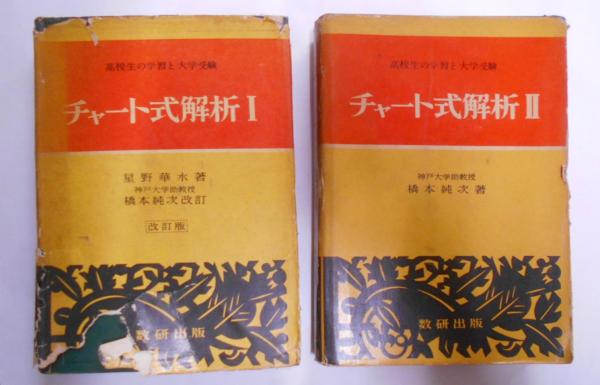 高校生の学習と大学受験
チャート式解析Ⅰ
星野華水著
神戸大学助教授
橋本純次改訂
改訂版
数研出版
高校生の学習と大学受験
チャート式解析Ⅱ
神戸大学助教授
橋本純次著
数研出版